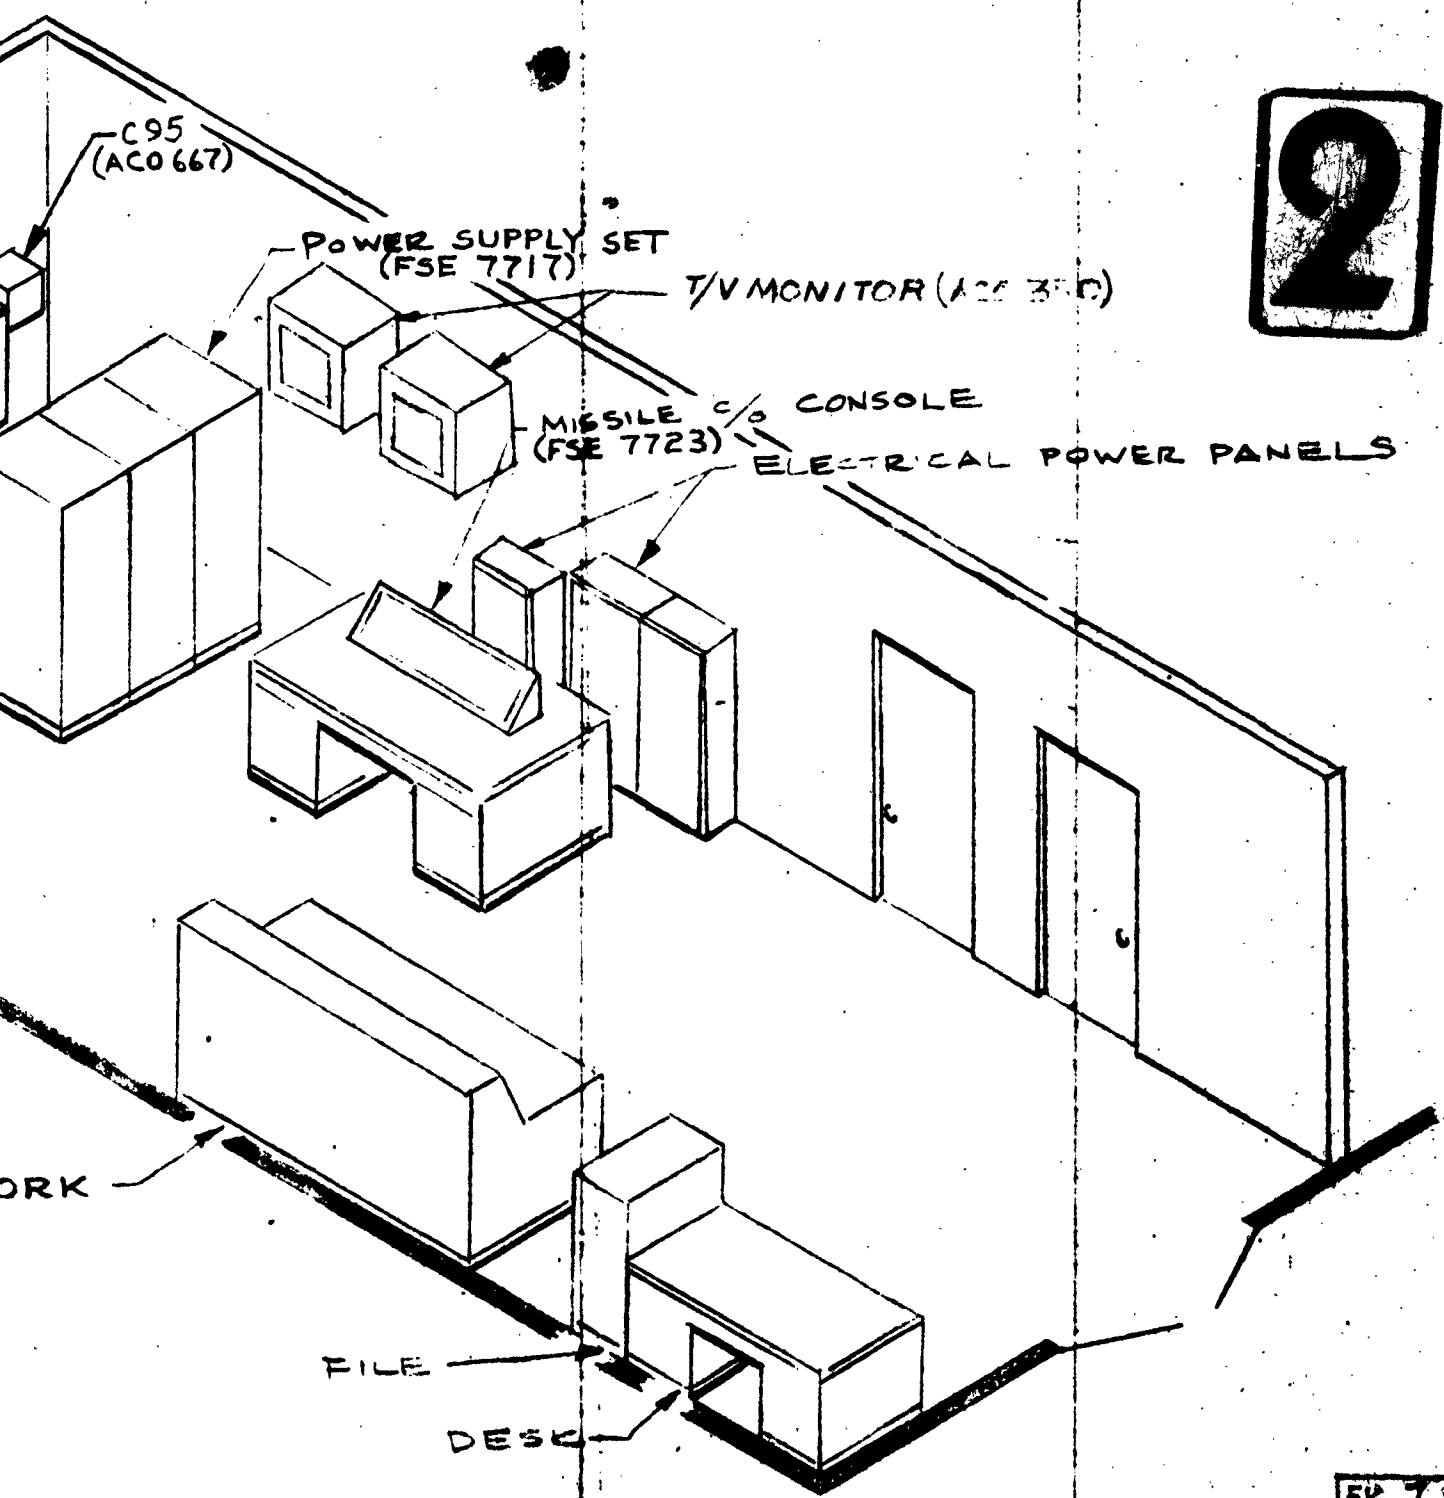 2
C95
(ACO 667)
POWER SUPPLY SET
(FSE 7717)
T/V MONITOR
MISSILE C/O CONSOLE
(FSE 7723)
ELECTRICAL POWER PANELS
ORK
FILE
DESK